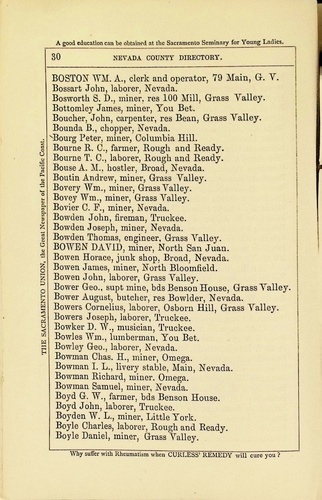 A good education can be obtained at the Sacramento Seminary for Young Ladies.
30 NEVADA COUNTY DIRECTORY.
BOSTON WM. A., clerk and operator, 79 Main, G. V.
Bossart John, laborer, Nevada.
Bosworth S. D., miner, res 100 Mill, Grass Valley.
Bottomley James, miner, You Bet.
Boucher, John, carpenter, res Bean, Grass Valley.
Bounda B., chopper, Nevada.
Bourg Peter, miner, Columbia Hill.
Bourne R. C., farmer, Rough and Ready.
Bourne T. C., laborer, Rough and Ready.
Bouse A. M., hostler, Broad, Nevada.
Boutin Andrew, miner, Grass Valley.
Bovery Wm., miner, Grass Valley.
Bovey Wm., miner, Grass Valley.
Bovier C. F., miner, Nevada.
Bowden John, fireman, Truckee.
Bowden Joseph, miner, Nevada.
Bowden Thomas, engineer, Grass Valley.
BOWEN DAVID, miner, North San Juan.
Bowen Horace, junk shop, Broad, Nevada.
Bowen James, miner, North Bloomfield.
Bowen John, laborer, Grass Valley.
Bower Geo., supt mine, bds Benson House, Grass Valley.
Bower August, butcher, res Bowlder, Nevada.
Bowers Cornelius, laborer, Osborn Hill, Grass Valley.
Bowers Joseph, laborer, Truckee.
Bowker D. W., musician, Truckee.
Bowles Wm., lumberman, You Bet.
Bowley Geo., laborer, Nevada.
Bowman Chas. H., miner, Omega.
Bowman I. L., livery stable, Main, Nevada.
Bowman Richard, miner. Omega.
Bowman Samuel, miner, Nevada.
Boyd G. W., farmer, bds Benson House.
Boyd John, laborer, Truckee.
Boyden W. L., miner, Little York.
Boyle Charles, laborer, Rough and Ready.
Boyle Daniel, miner, Grass Valley.
Why suffer with Rheumatism when CURLESS' REMEDY will cure you?
THE SACRAMENTO UNION, the Great Newspaper of the Pacific Coast.